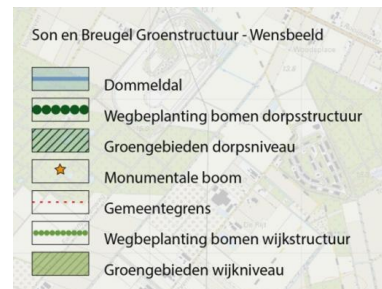 Son en Breugel Groenstructuur - Wensbeeld
Dommeldal
Wegbeplanting bomen dorpsstructuur
Groengebieden dorpsniveau
Monumentale boom
Gemeentegrens
Wegbeplanting bomen wijkstructuur
Groengebieden wijkniveau